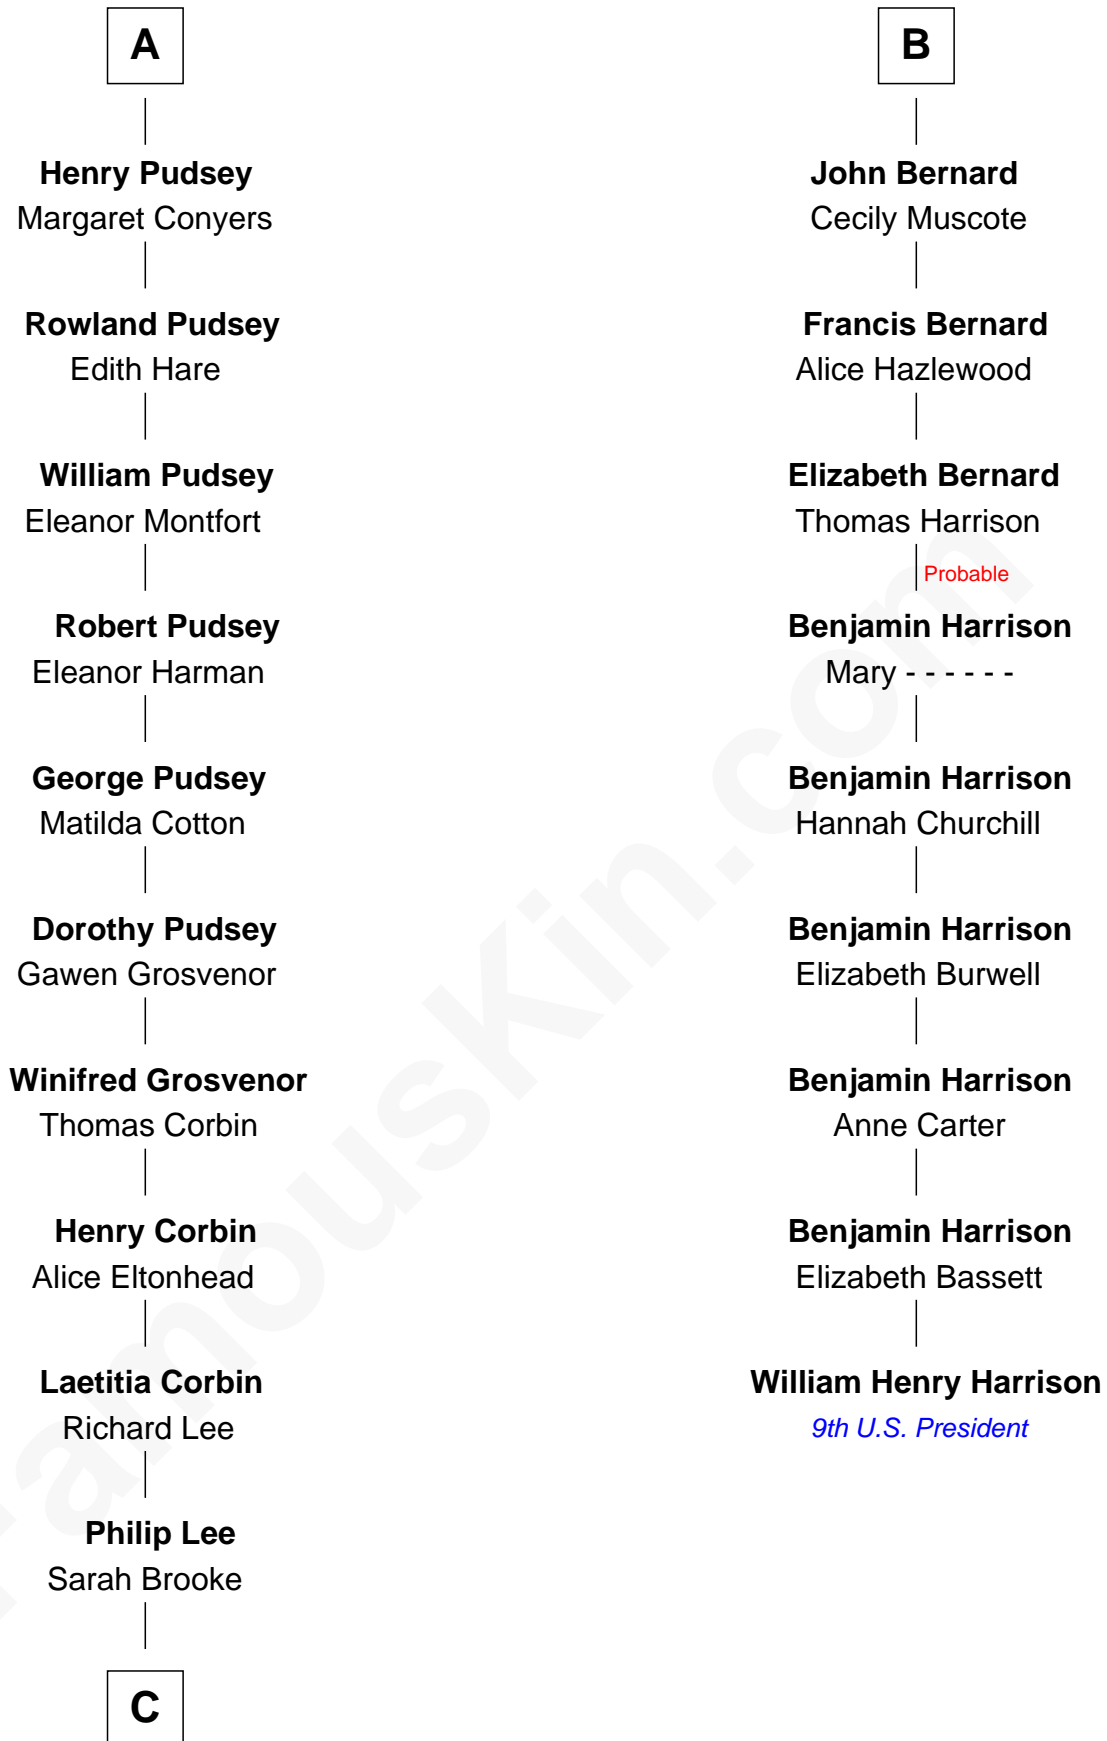 A
Henry Pudsey
Margaret Conyers
Rowland Pudsey
Edith Hare
William Pudsey
Eleanor Montfort
Robert Pudsey
Eleanor Harman
George Pudsey
Matilda Cotton
Dorothy Pudsey
Gawen Grosvenor
Winifred Grosvenor
Thomas Corbin
Henry Corbin
Alice Eltonhead
Laetitia Corbin
Richard Lee
Philip Lee
Sarah Brooke
C
B
John Bernard
Cecily Muscote
Francis Bernard
Alice Hazlewood
Elizabeth Bernard
Thomas Harrison
Probable
Benjamin Harrison
Mary - - - - - -
Benjamin Harrison
Hannah Churchill
Benjamin Harrison
Elizabeth Burwell
Benjamin Harrison
Anne Carter
Benjamin Harrison
Elizabeth Bassett
William Henry Harrison
9th U.S. President
FamousKin.com